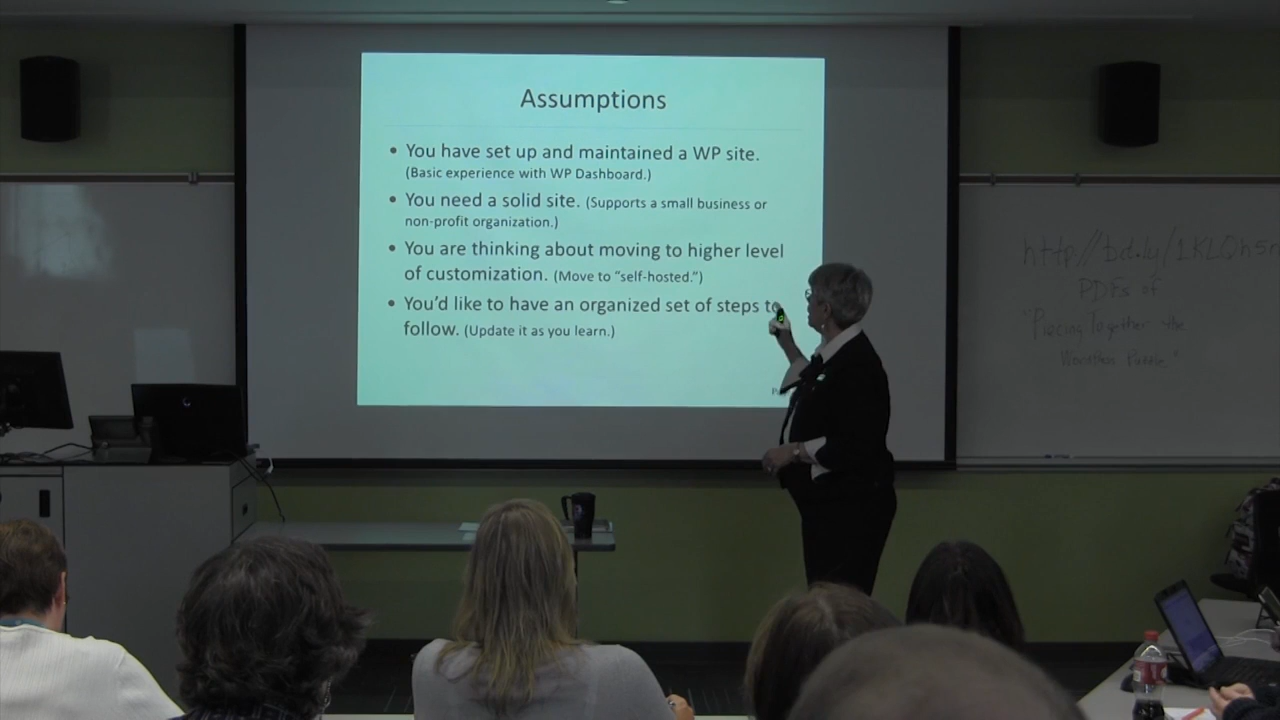 Assumptions
• You have set up and maintained a WP site.
(Basic experience with WP Dashboard.)
• You need a solid site. (Supports a small business or
non-profit organization.)
• You are thinking about moving to higher level
of customization. (Move to “self-hosted.”)
• You’d like to have an organized set of steps to
follow. (Update it as you learn.)
PDFs of
"Piecing Together the
Puzzle"